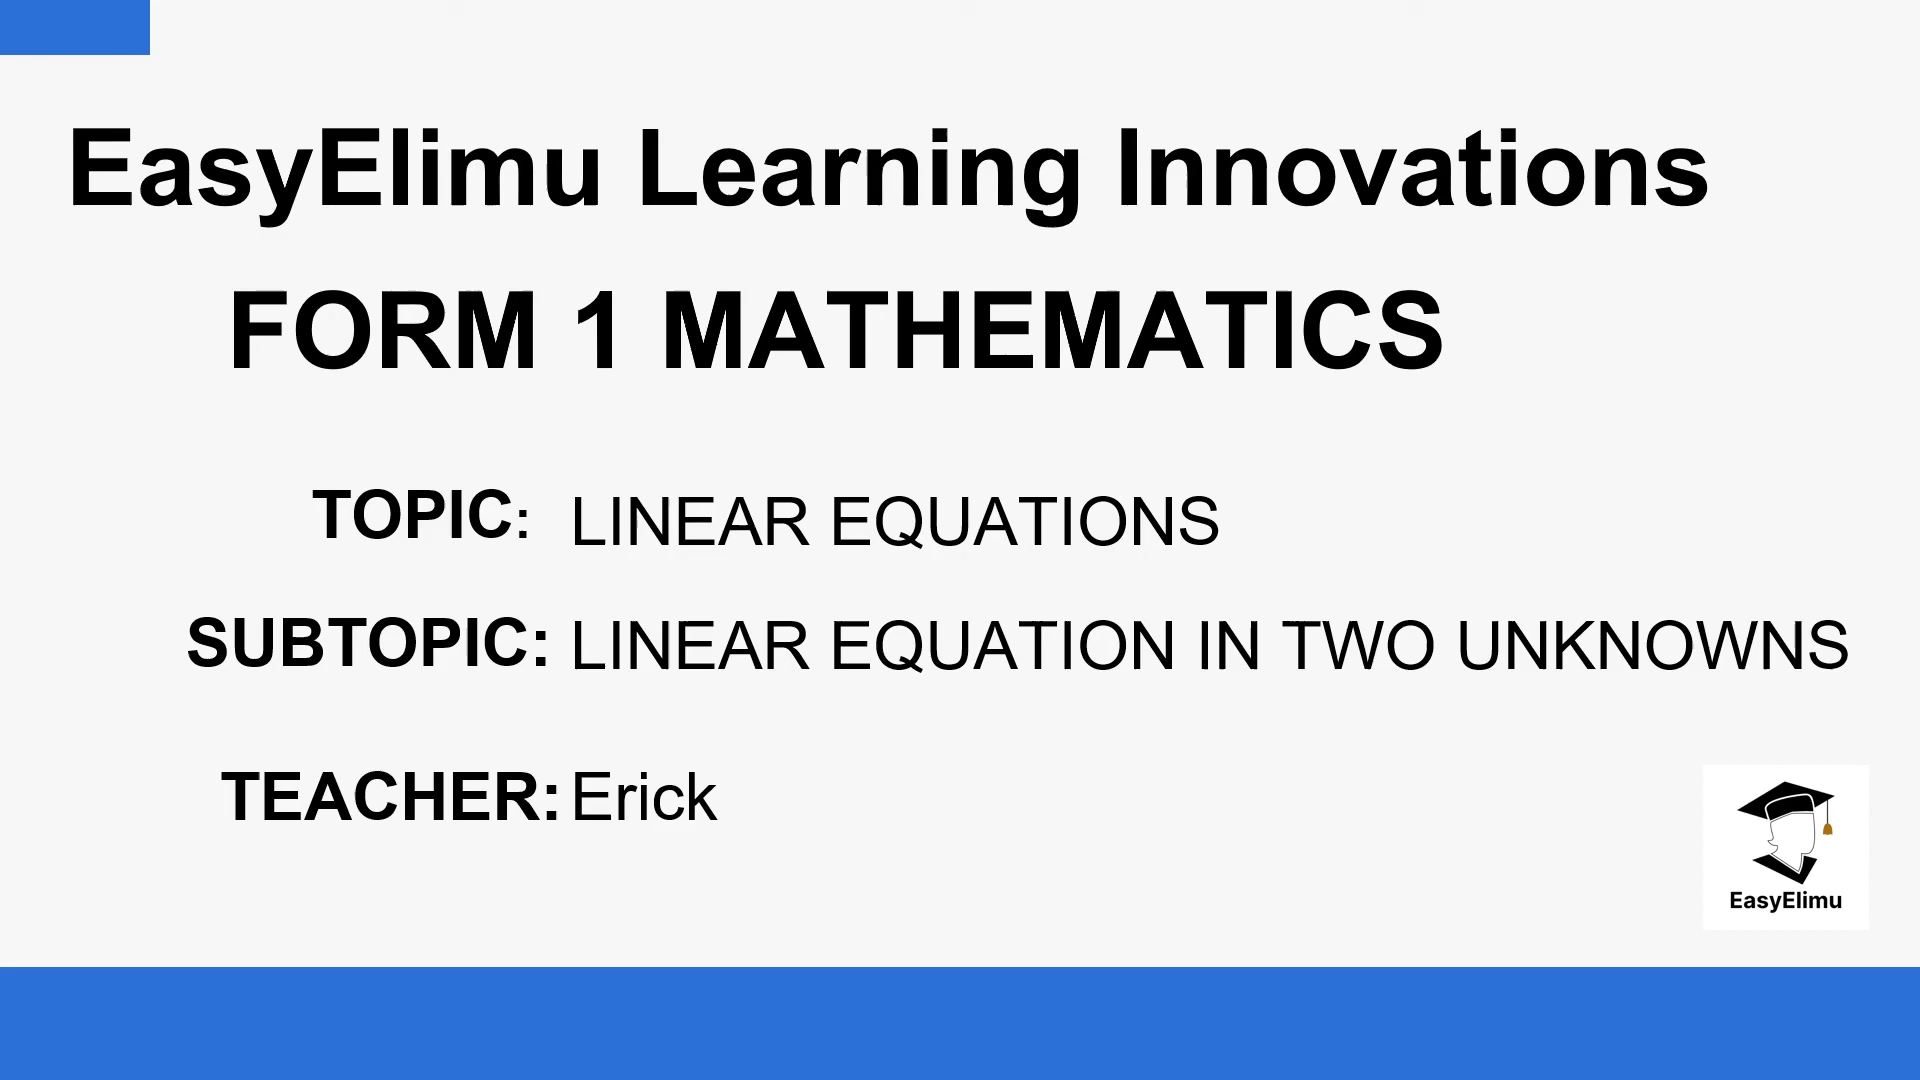 EasyElimu Learning Innovations
FORM 1 MATHEMATICS
TOPIC: LINEAR EQUATIONS
SUBTOPIC: LINEAR EQUATION IN TWO UNKNOWNS
TEACHER: Erick
EasyElimu